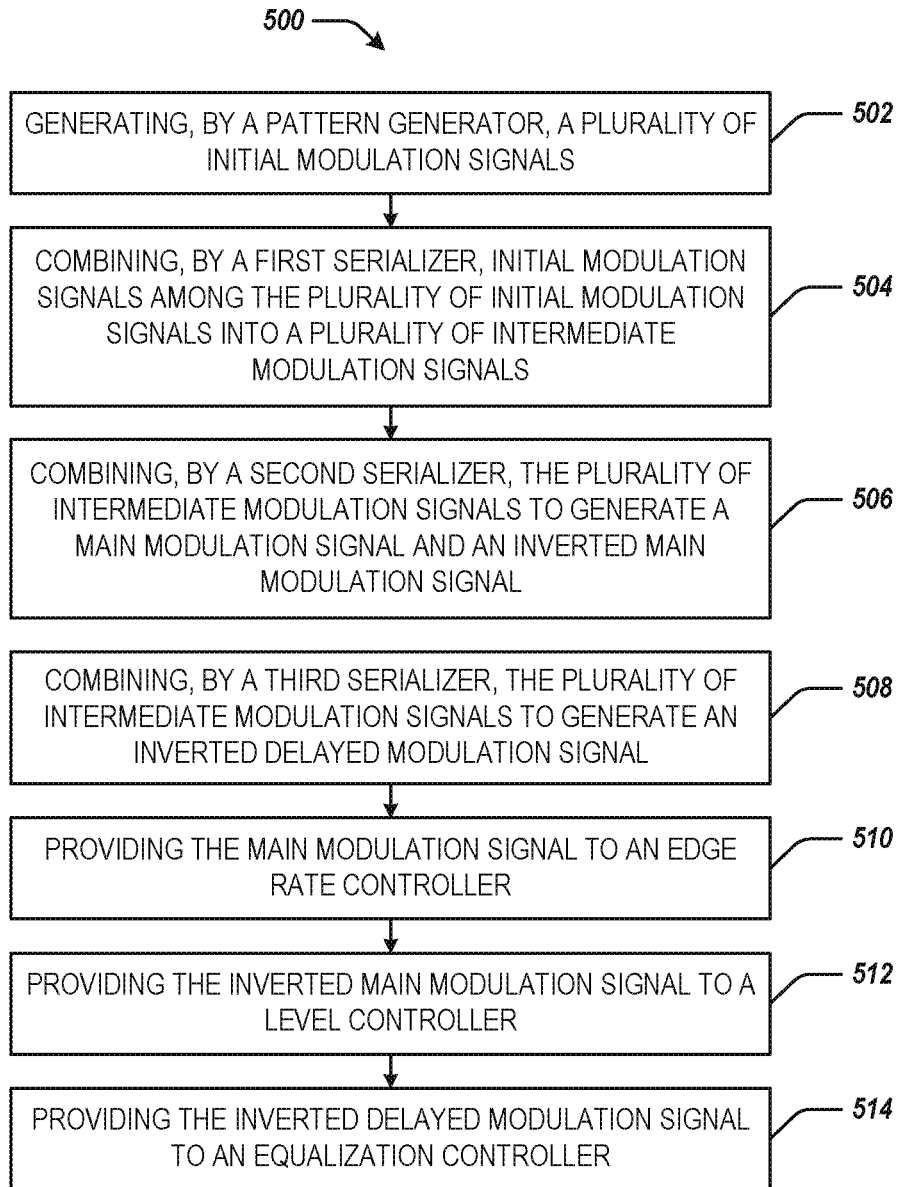 500
GENERATING, BY A PATTERN GENERATOR, A PLURALITY OF
INITIAL MODULATION SIGNALS
502
COMBINING, BY A FIRST SERIALIZER, INITIAL MODULATION
SIGNALS AMONG THE PLURALITY OF INITIAL MODULATION
SIGNALS INTO A PLURALITY OF INTERMEDIATE
MODULATION SIGNALS
504
COMBINING, BY A SECOND SERIALIZER, THE PLURALITY OF
INTERMEDIATE MODULATION SIGNALS TO GENERATE A
MAIN MODULATION SIGNAL AND AN INVERTED MAIN
MODULATION SIGNAL
506
COMBINING, BY A THIRD SERIALIZER, THE PLURALITY OF
INTERMEDIATE MODULATION SIGNALS TO GENERATE AN
INVERTED DELAYED MODULATION SIGNAL
508
PROVIDING THE MAIN MODULATION SIGNAL TO AN EDGE
RATE CONTROLLER
510
PROVIDING THE INVERTED MAIN MODULATION SIGNAL TO A
LEVEL CONTROLLER
512
PROVIDING THE INVERTED DELAYED MODULATION SIGNAL
TO AN EQUALIZATION CONTROLLER
514